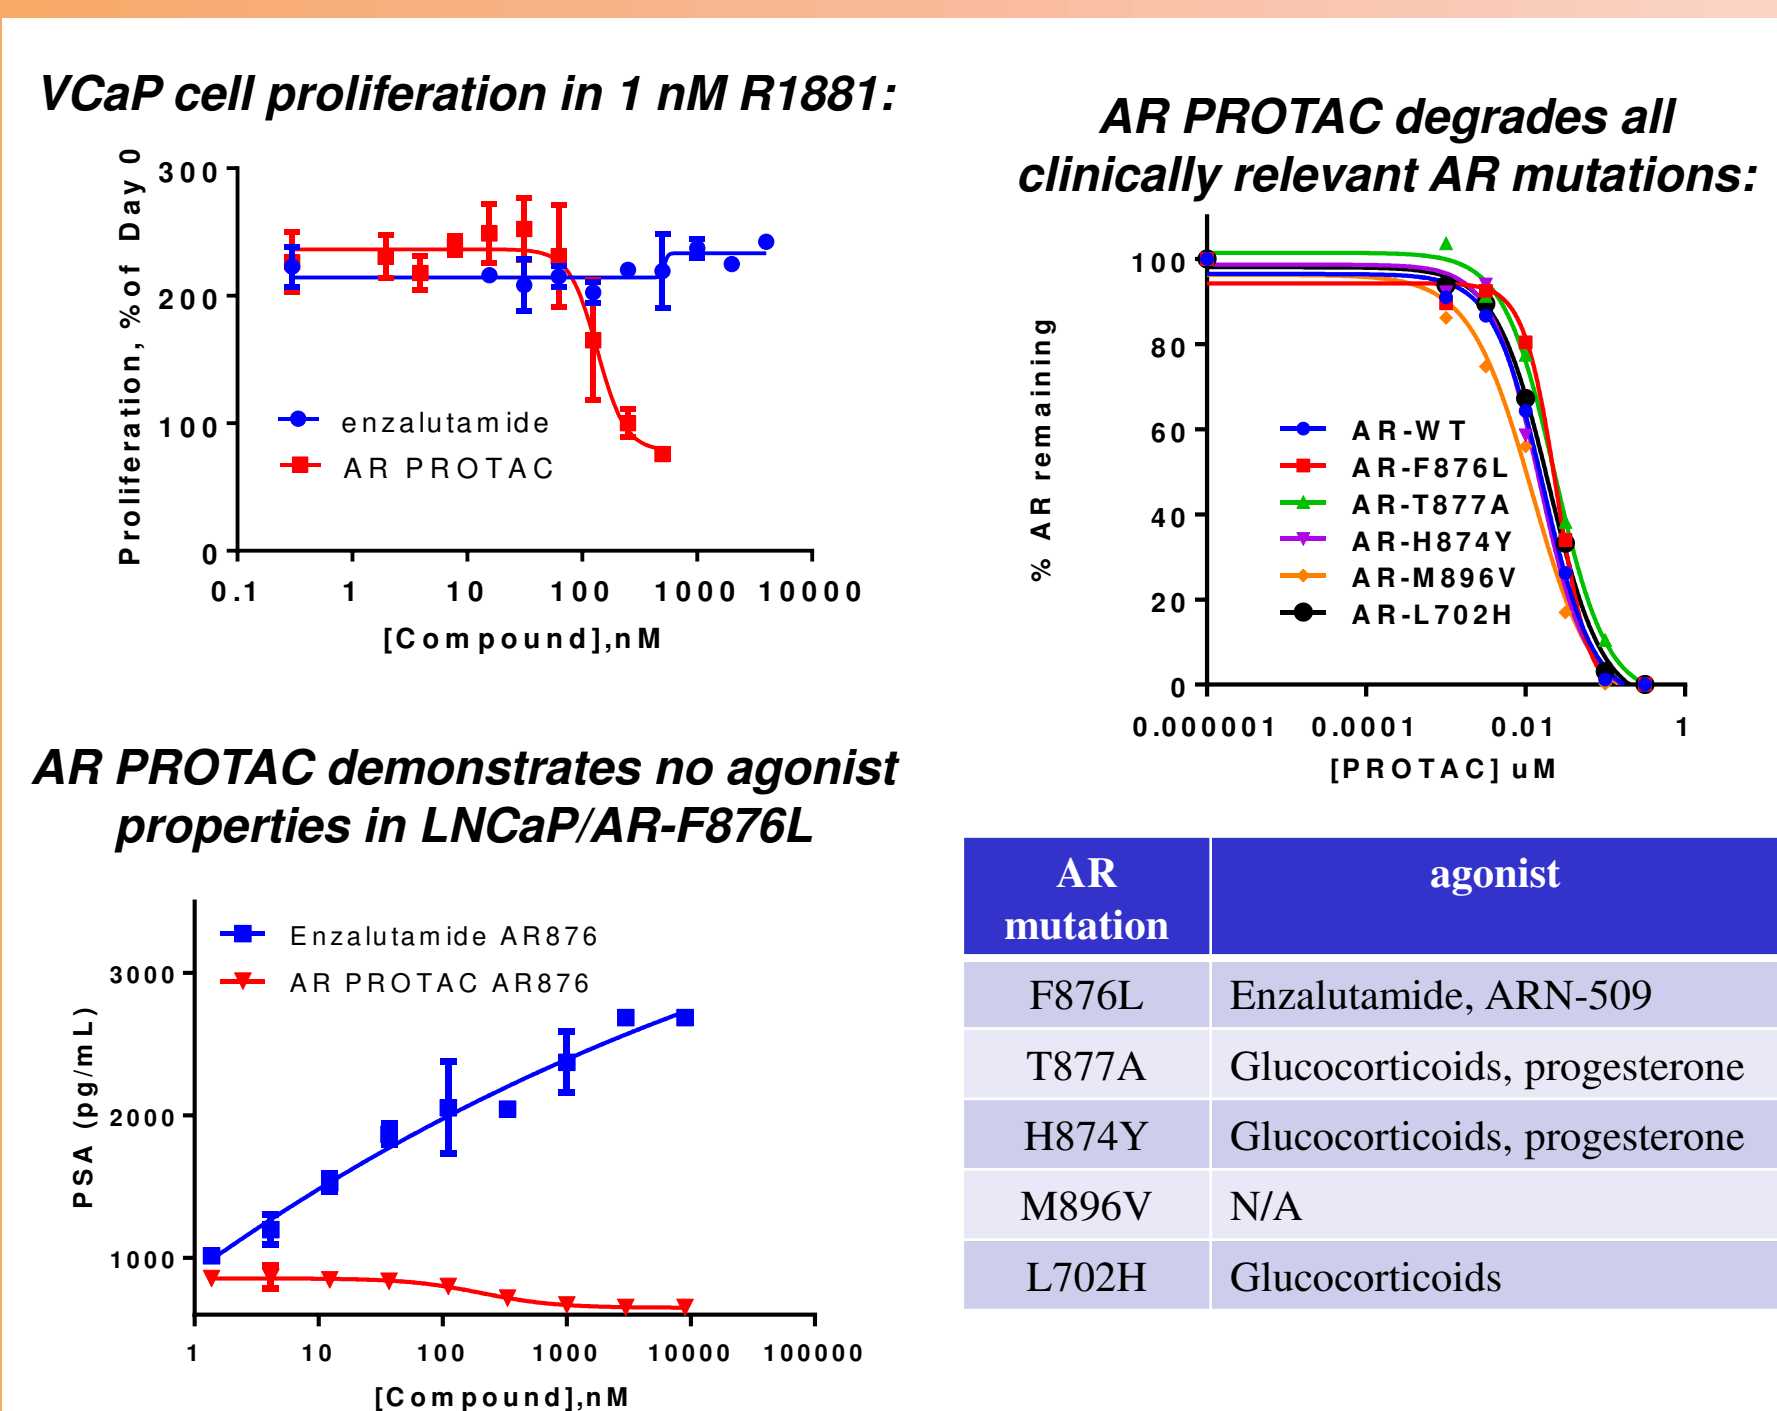 VCaP cell proliferation in 1 nM R1881:
Proliferation, % of Day 0
300
200
100
0
enzalutamide
AR PROTAC
0.1 1 10 100 1000 10000
[Compound],nM
AR PROTAC degrades all
clinically relevant AR mutations:
% AR remaining
100
80
60
40
20
0
AR-WT
AR-F876L
AR-T877A
AR-H874Y
AR-M896V
AR-L702H
0.000001 0.0001 0.01 1
[PROTAC] uM
AR PROTAC demonstrates no agonist
properties in LNCaP/AR-F876L
Enzalutamide AR876
AR PROTAC AR876
PSA (pg/mL)
3000
2000
1000
1 10 100 1000 10000 100000
[Compound],nM
AR agonist
mutation
F876L Enzalutamide, ARN-509
T877A Glucocorticoids, progesterone
H874Y Glucocorticoids, progesterone
M896V N/A
L702H Glucocorticoids